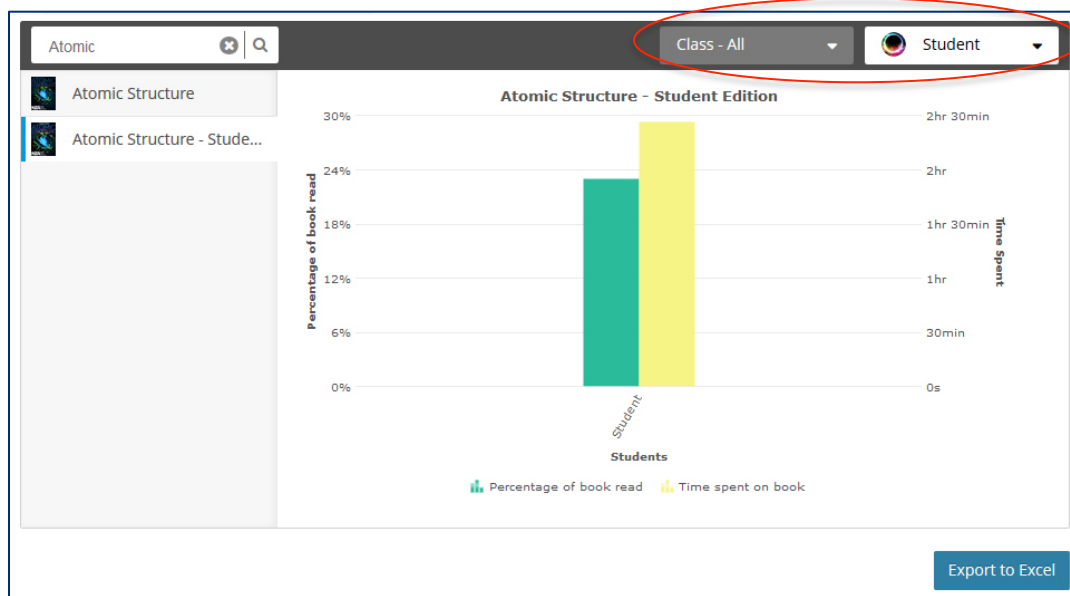 Atomic
Class - All
Student
Atomic Structure
Atomic Structure - Stude...
Atomic Structure - Student Edition
30%
24%
18%
12%
6%
0%
Percentage of book read
2hr 30min
2hr
1hr 30min
1hr
30min
0s
Time Spent
Student
Students
Percentage of book read
Time spent on book
Export to Excel